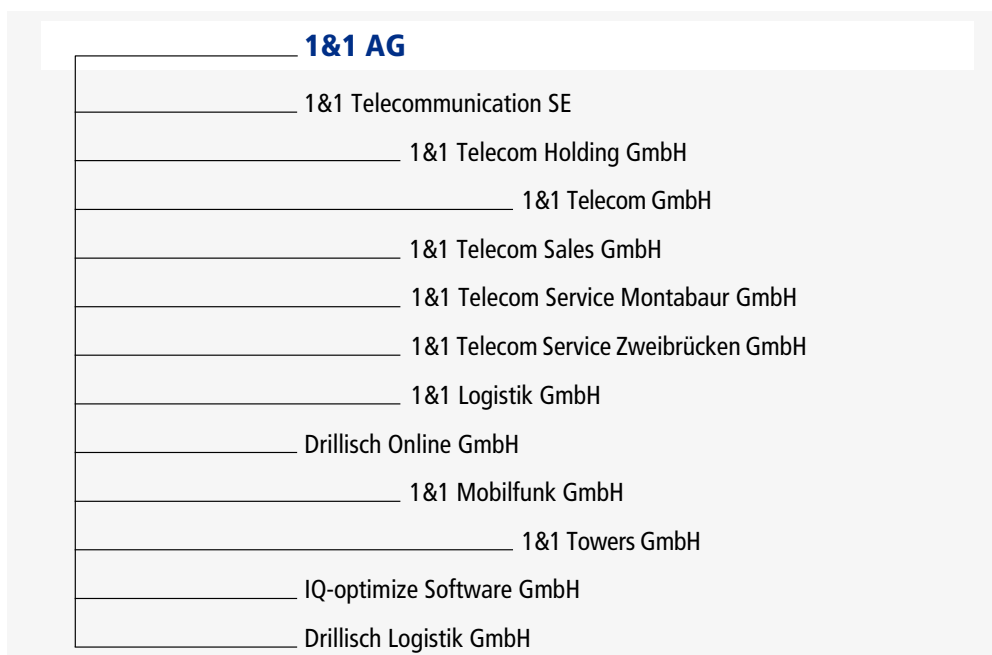 1&1 AG
1&1 Telecommunication SE
1&1 Telecom Holding GmbH
1&1 Telecom GmbH
1&1 Telecom Sales GmbH
1&1 Telecom Service Montabaur GmbH
1&1 Telecom Service Zweibrücken GmbH
1&1 Logistik GmbH
Drillisch Online GmbH
1&1 Mobilfunk GmbH
1&1 Towers GmbH
IQ-optimize Software GmbH
Drillisch Logistik GmbH